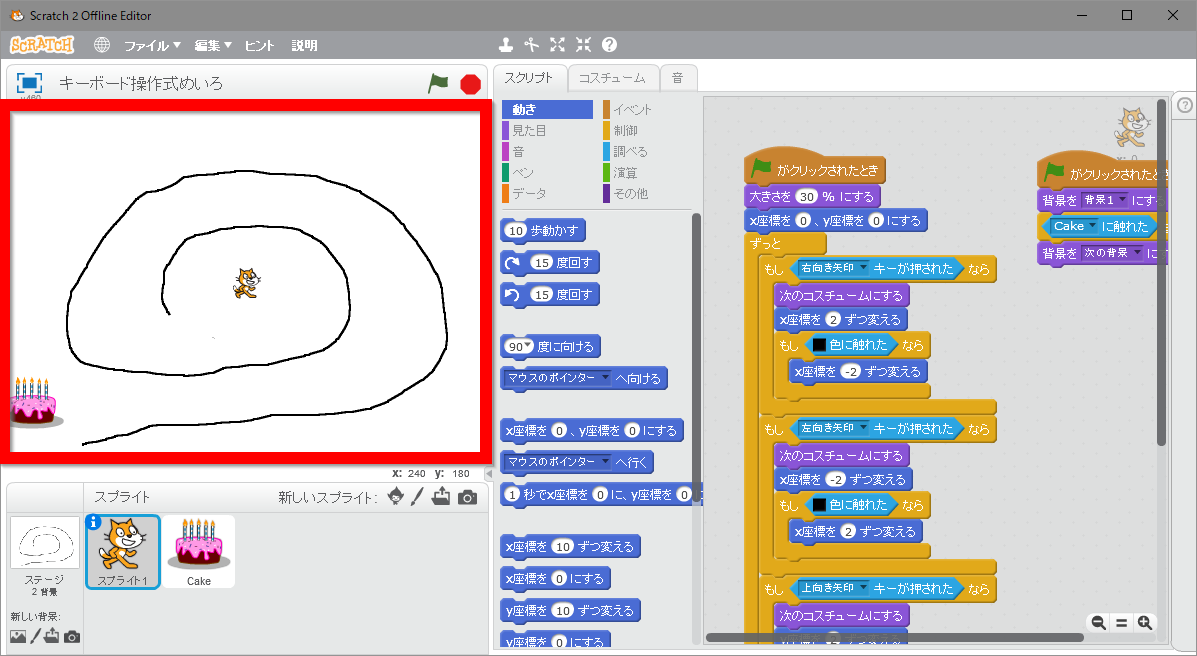 Scratch 2 Offline Editor
SCRATCH ファイル 編集 ヒント 説明
キーボード操作式めいろ
x: 240 y: 180
スプライト 新しいスプライト:
ステージ
2 背景
スプライト1
Cake
新しい背景:
スクリプト コスチューム 音
動き イベント
見た目 制御
音 調べる
ペン 演算
データ その他
10 歩動かす
15 度回す
15 度回す
90 度に向ける
マウスのポインター へ向ける
x座標を 0 、y座標を 0 にする
マウスのポインター へ行く
1 秒でx座標を 0 に、y座標を 0
x座標を 10 ずつ変える
x座標を 0 にする
y座標を 10 ずつ変える
y座標を 0 にする
がクリックされたとき
大きさを 30 % にする
x座標を 0 、y座標を 0 にする
ずっと
もし 右向き矢印 キーが押された なら
次のコスチュームにする
x座標を 2 ずつ変える
もし 色に触れた なら
x座標を -2 ずつ変える
もし 左向き矢印 キーが押された なら
次のコスチュームにする
x座標を -2 ずつ変える
もし 色に触れた なら
x座標を 2 ずつ変える
もし 上向き矢印 キーが押された なら
次のコスチュームにする
がクリックされたとき
背景を 背景1 にす
Cake に触れた
背景を 次の背景 に